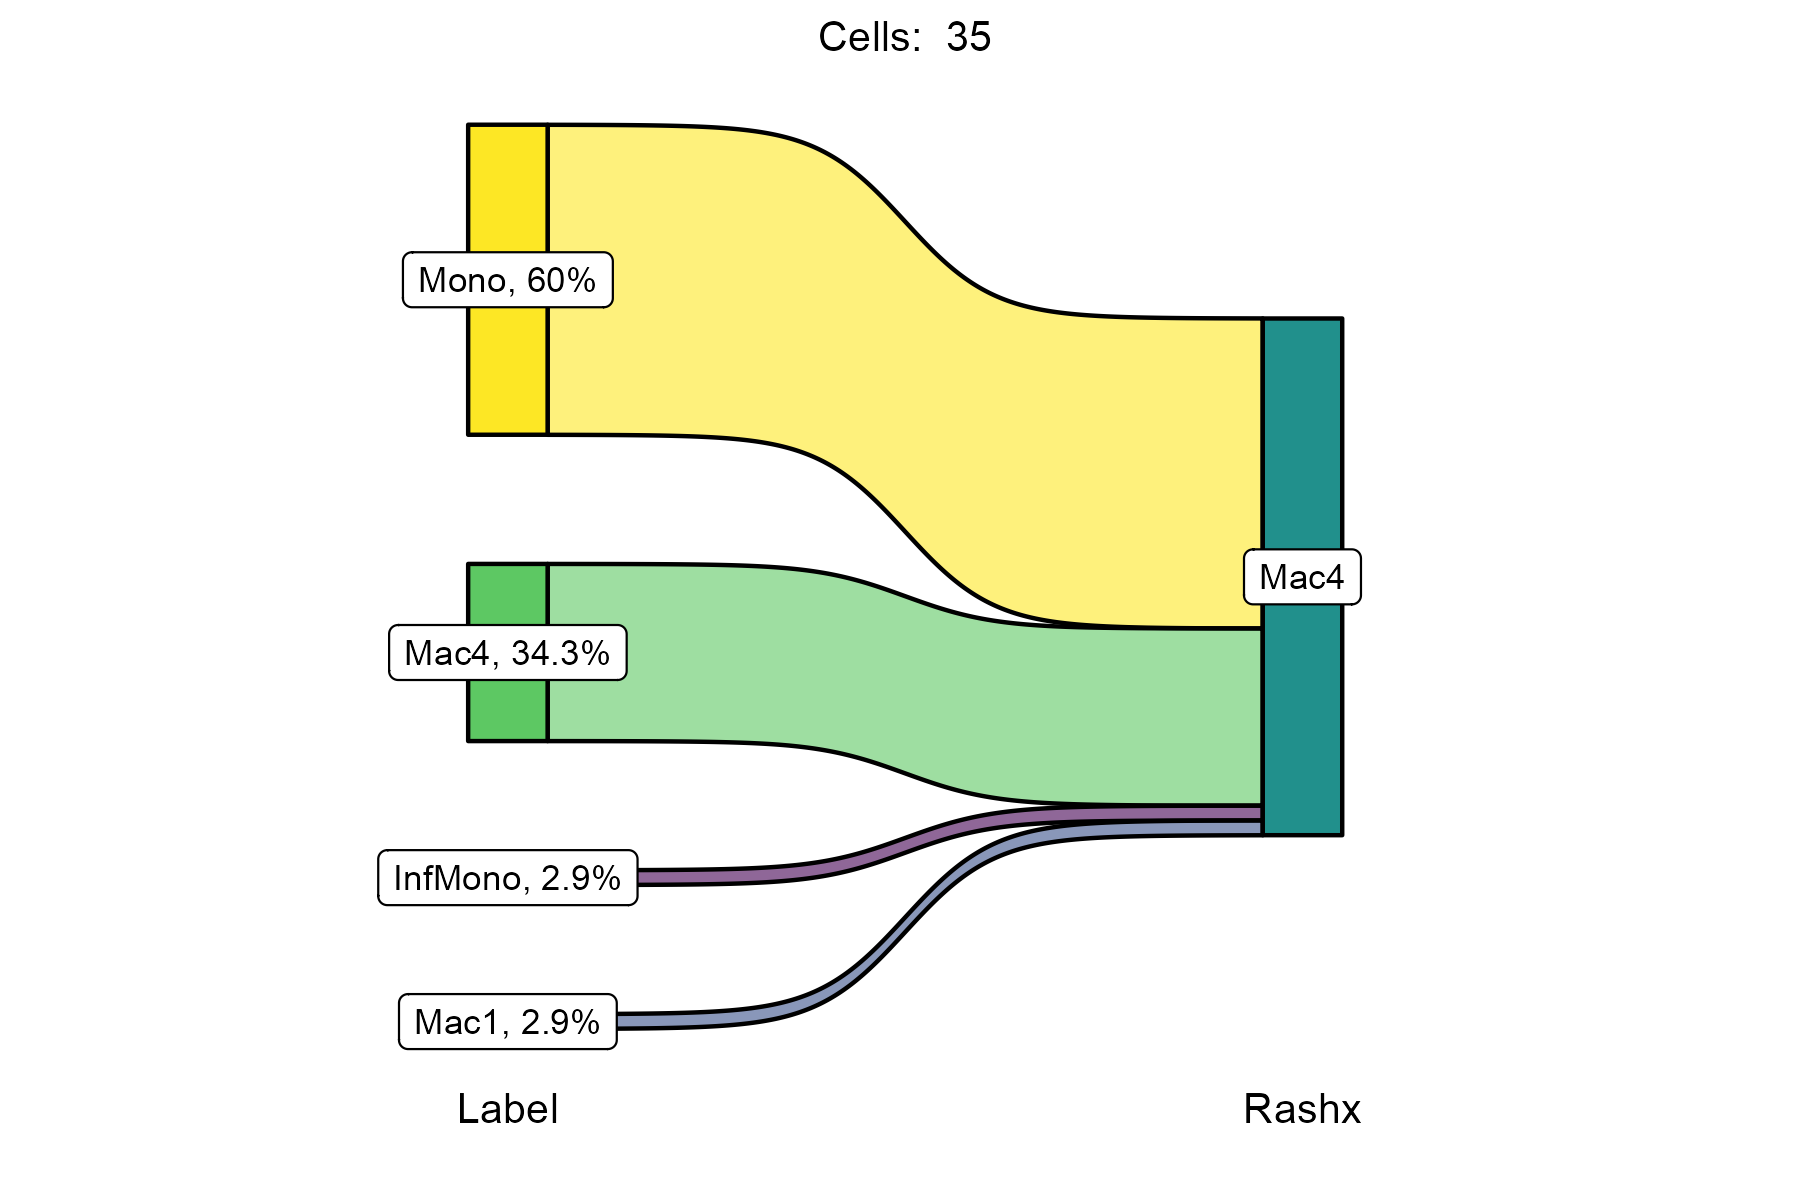 Cells:  35
Mono, 60%
Mac4
Mac4, 34.3%
InfMono, 2.9%
Mac1, 2.9%
Label
Rashx